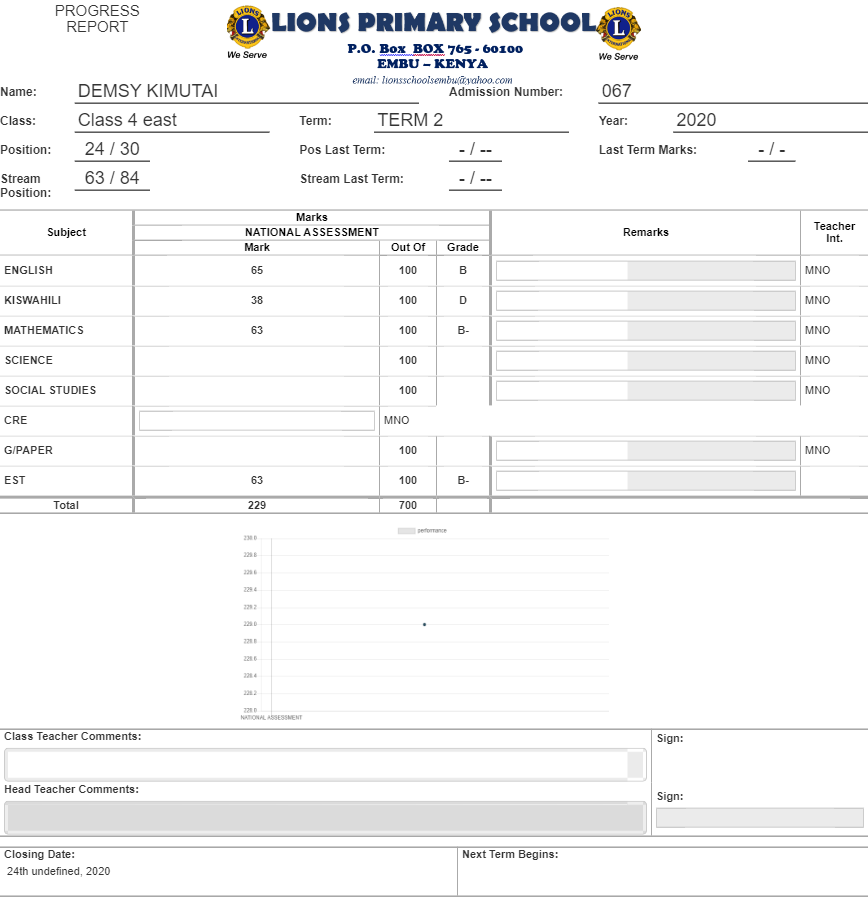 PROGRESS
REPORT
LIONS
L
INTERNATIONAL
We Serve
LIONS PRIMARY SCHOOL
P.O. Box BOX 765 - 60100
EMBU – KENYA
email: lionsschoolsembu@yahoo.com
LIONS
L
INTERNATIONAL
We Serve
Name: DEMSY KIMUTAI Admission Number: 067
Class: Class 4 east Term: TERM 2 Year: 2020
Position: 24 / 30 Pos Last Term: - / -- Last Term Marks: - / -
Stream Position: 63 / 84 Stream Last Term: - / --
Subject Marks Remarks Teacher Int.
NATIONAL ASSESSMENT
Mark Out Of Grade
ENGLISH 65 100 B MNO
KISWAHILI 38 100 D MNO
MATHEMATICS 63 100 B- MNO
SCIENCE 100 MNO
SOCIAL STUDIES 100 MNO
CRE MNO
G/PAPER 100 MNO
EST 63 100 B-
Total 229 700
performance
230.0
229.8
229.6
229.4
229.2
229.0
228.8
228.6
228.4
228.2
228.0
NATIONAL ASSESSMENT
Class Teacher Comments: Sign:
Head Teacher Comments: Sign:
Closing Date: Next Term Begins:
24th undefined, 2020